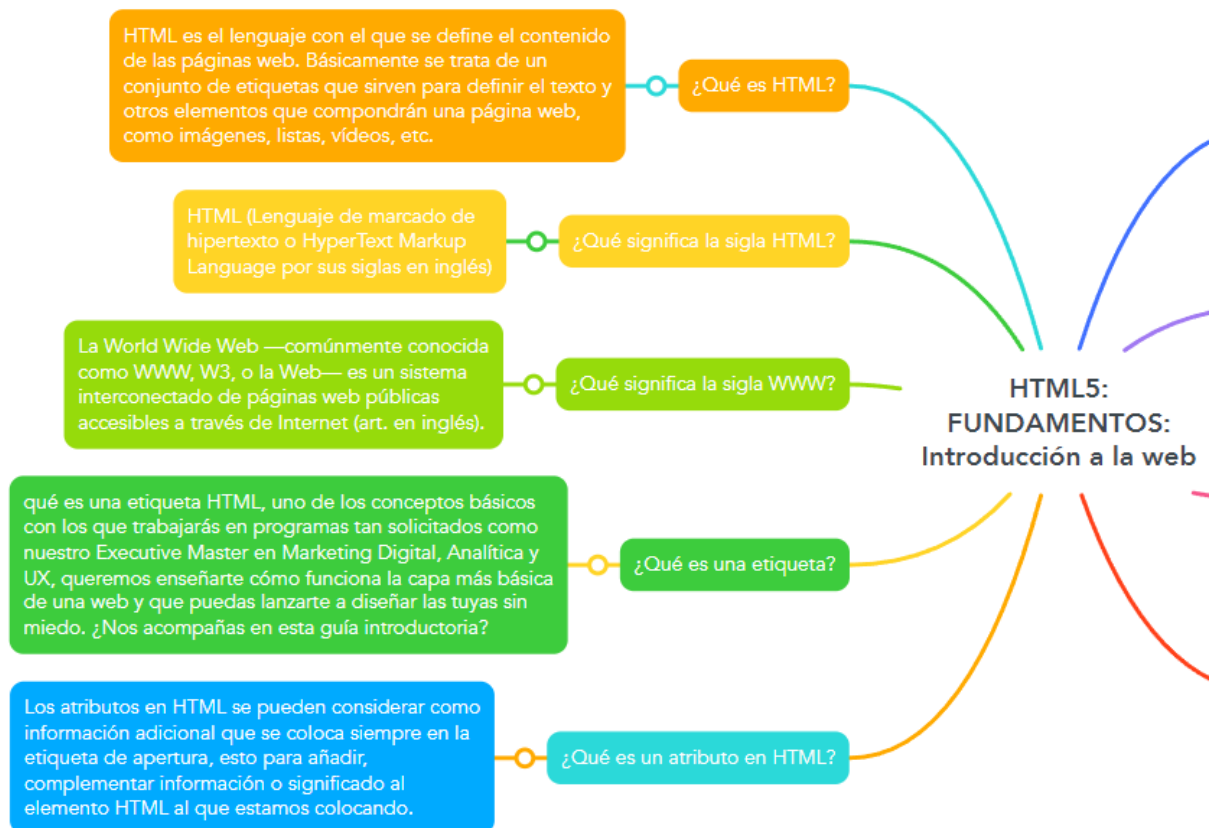 HTML es el lenguaje con el que se define el contenido
de las páginas web. Básicamente se trata de un
conjunto de etiquetas que sirven para definir el texto y
otros elementos que compondrán una página web,
como imágenes, listas, vídeos, etc.
¿Qué es HTML?
HTML (Lenguaje de marcado de
hipertexto o HyperText Markup
Language por sus siglas en inglés)
¿Qué significa la sigla HTML?
La World Wide Web —comúnmente conocida
como WWW, W3, o la Web— es un sistema
interconectado de páginas web públicas
accesibles a través de Internet (art. en inglés).
¿Qué significa la sigla WWW?
HTML5:
FUNDAMENTOS:
Introducción a la web
qué es una etiqueta HTML, uno de los conceptos básicos
con los que trabajarás en programas tan solicitados como
nuestro Executive Master en Marketing Digital, Analítica y
UX, queremos enseñarte cómo funciona la capa más básica
de una web y que puedas lanzarte a diseñar las tuyas sin
miedo. ¿Nos acompañas en esta guía introductoria?
¿Qué es una etiqueta?
Los atributos en HTML se pueden considerar como
información adicional que se coloca siempre en la
etiqueta de apertura, esto para añadir,
complementar información o significado al
elemento HTML al que estamos colocando.
¿Qué es un atributo en HTML?